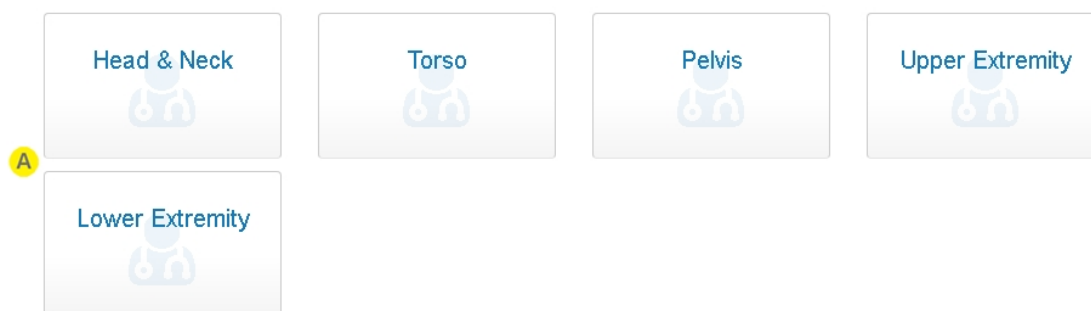 Head & Neck
Torso
Pelvis
Upper Extremity
A
Lower Extremity